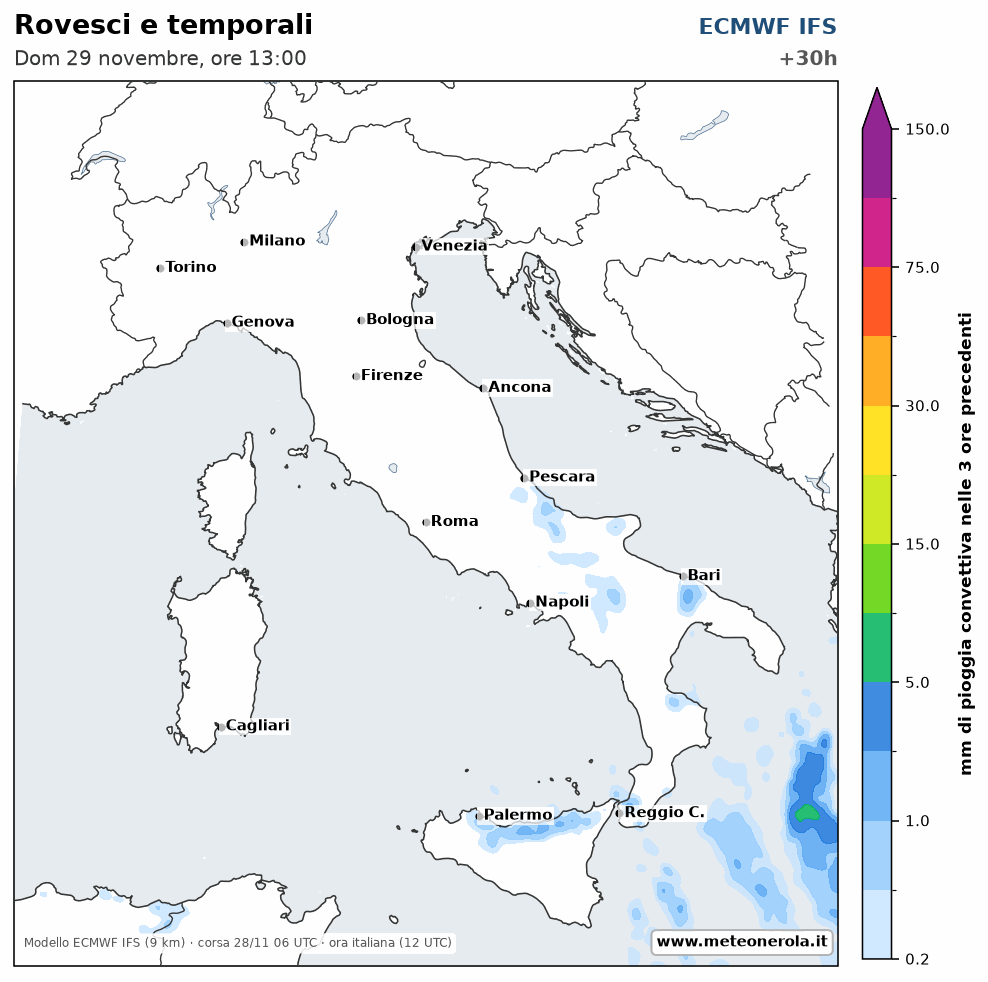 Rovesci e temporali
ECMWF IFS
Dom 29 novembre, ore 13:00
+30h
150.0
75.0
30.0
15.0
5.0
1.0
0.2
mm di pioggia convettiva nelle 3 ore precedenti
Milano
Venezia
Torino
Genova
Bologna
Firenze
Ancona
Pescara
Roma
Bari
Napoli
Cagliari
Palermo
Reggio C.
Modello ECMWF IFS (9 km) · corsa 28/11 06 UTC · ora italiana (12 UTC)
www.meteonerola.it